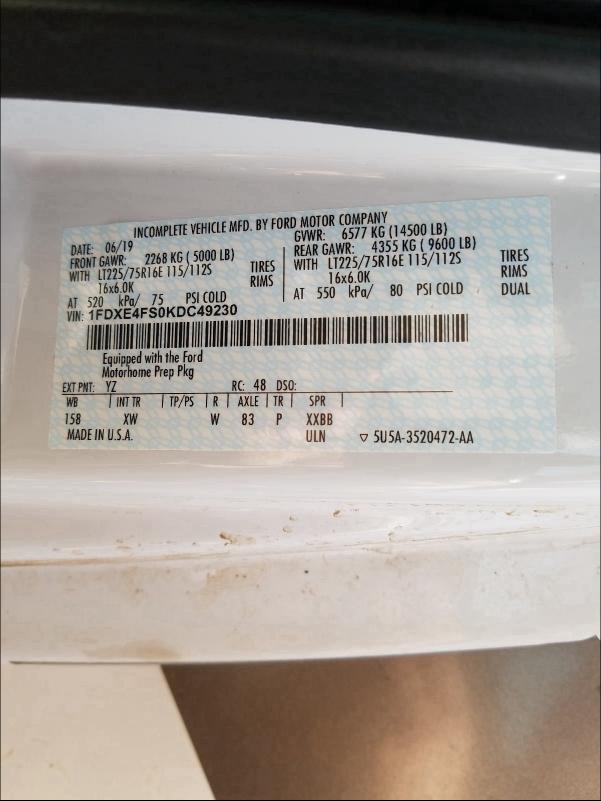 INCOMPLETE VEHICLE MFD. BY FORD MOTOR COMPANY
DATE: 06/19
GVWR: 6577 KG (14500 LB)
FRONT GAWR: 2268 KG ( 5000 LB)
REAR GAWR: 4355 KG ( 9600 LB)
WITH LT225/75R16E 115/112S TIRES
WITH LT225/75R16E 115/112S TIRES
16x6.0K RIMS
16x6.0K RIMS
AT 520 kPa/ 75 PSI COLD
AT 550 kPa/ 80 PSI COLD DUAL
VIN: 1FDXE4FS0KDC49230
Equipped with the Ford
Motorhome Prep Pkg
EXT PNT: YZ RC: 48 DSO:
WB | INT TR | TP/PS | R | AXLE | TR | SPR |
158 XW W 83 P XXBB
MADE IN U.S.A. ULN ▽ 5U5A-3520472-AA